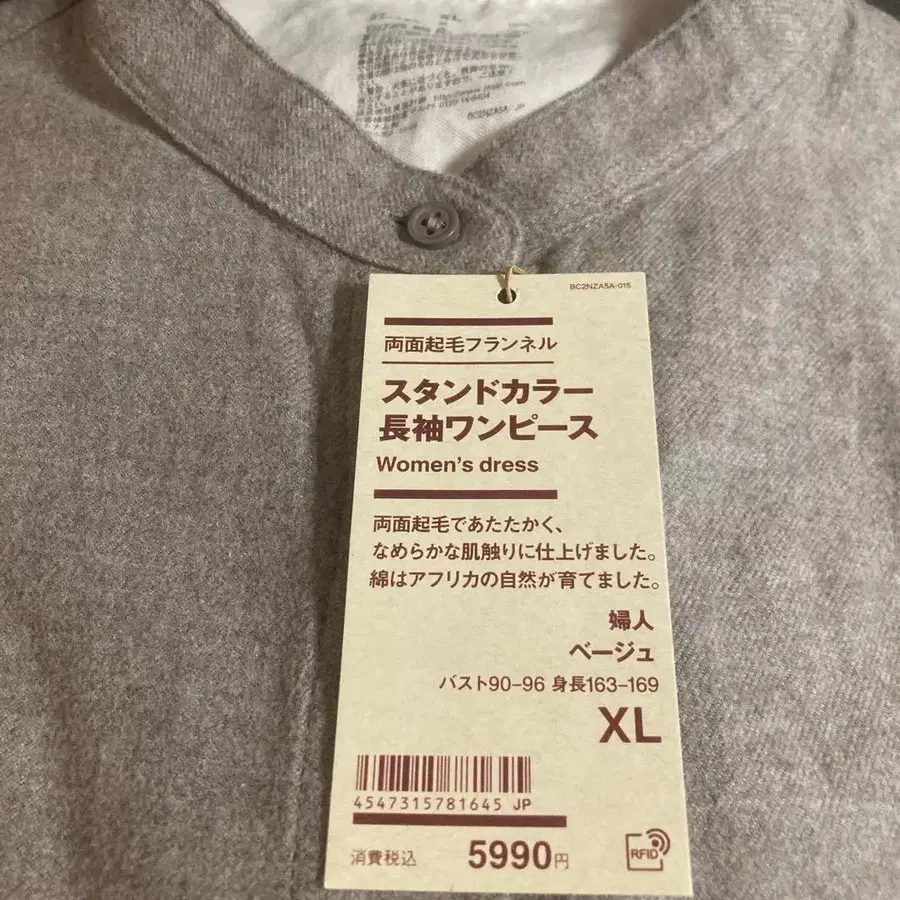 BC2NZA5A JP
BC2NZA5A-015
両面起毛フランネル
スタンドカラー
長袖ワンピース
Women's dress
両面起毛であたたかく、
なめらかな肌触りに仕上げました。
綿はアフリカの自然が育てました。
婦人
ベージュ
バスト90-96 身長163-169
XL
4547315781645 JP
消費税込 5990円
RFID